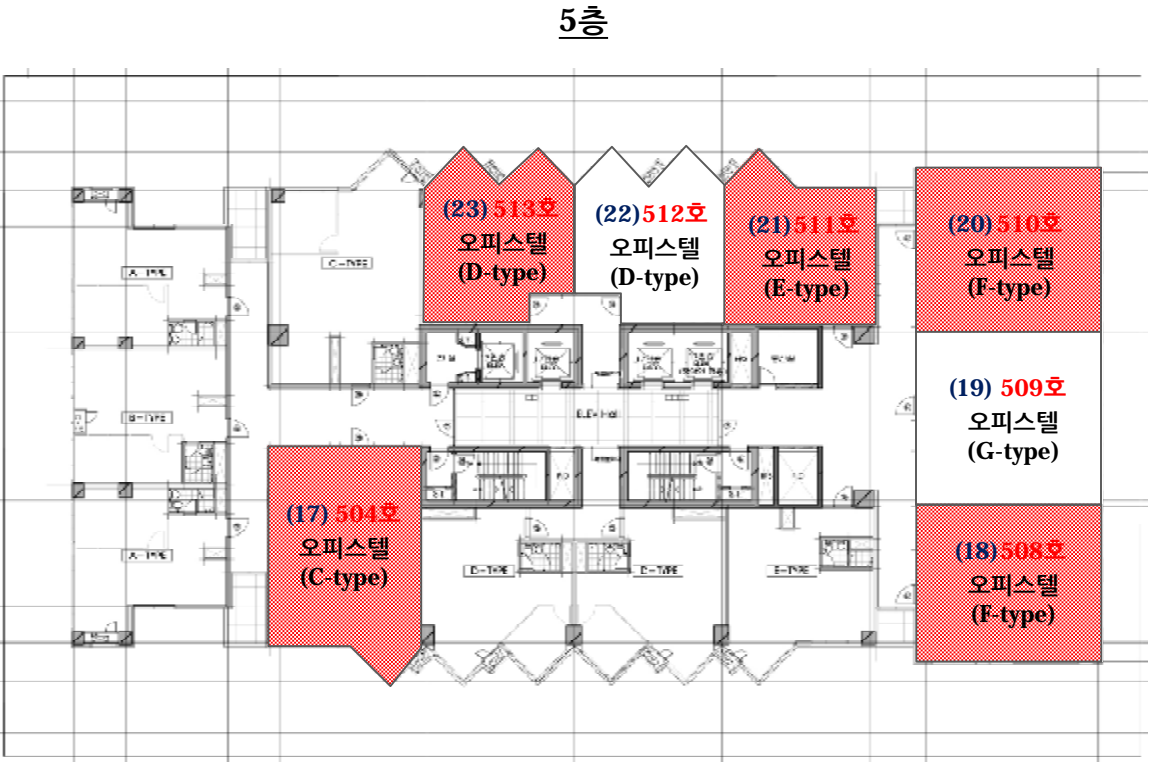 5층
(23) 513호
오피스텔
(D-type)
(22)512호
오피스텔
(D-type)
(21)511호
오피스텔
(E-type)
(20) 510호
오피스텔
(F-type)
A-TYPE
C-TYPE
(19) 509호
오피스텔
(G-type)
B-TYPE
ELEV.Hall
(17) 504호
오피스텔
(C-type)
(18)508호
오피스텔
(F-type)
A-TYPE
D-TYPE
E-TYPE